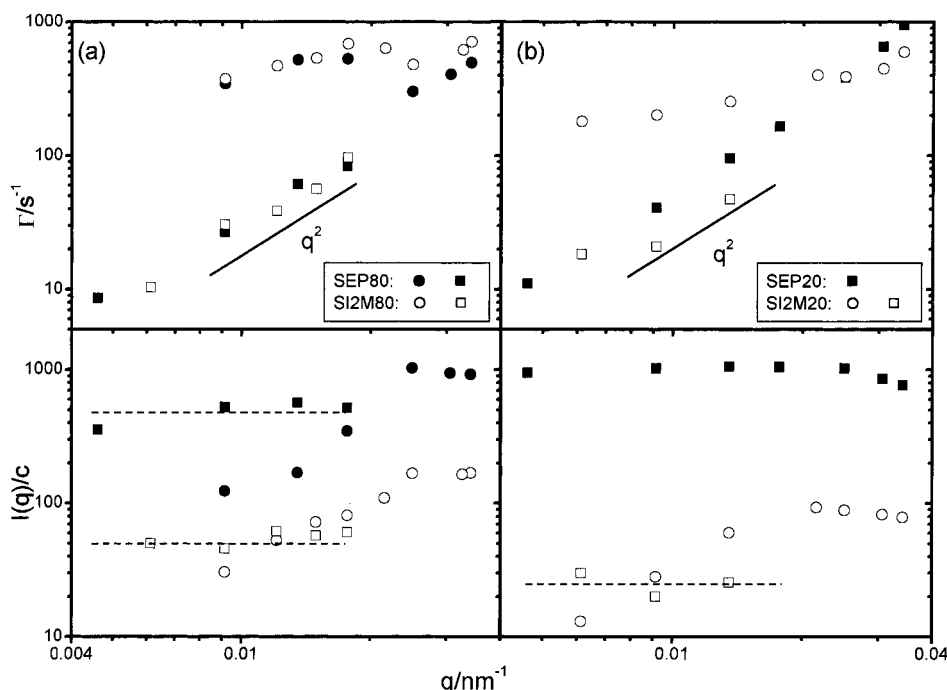 1000
(a)
(b)
100
Γ/s⁻¹
q²
q²
10
SEP80:
SI2M80:
SEP20:
SI2M20:
1000
I(q)/c
100
10
0.004
0.01
0.01
0.04
q/nm⁻¹